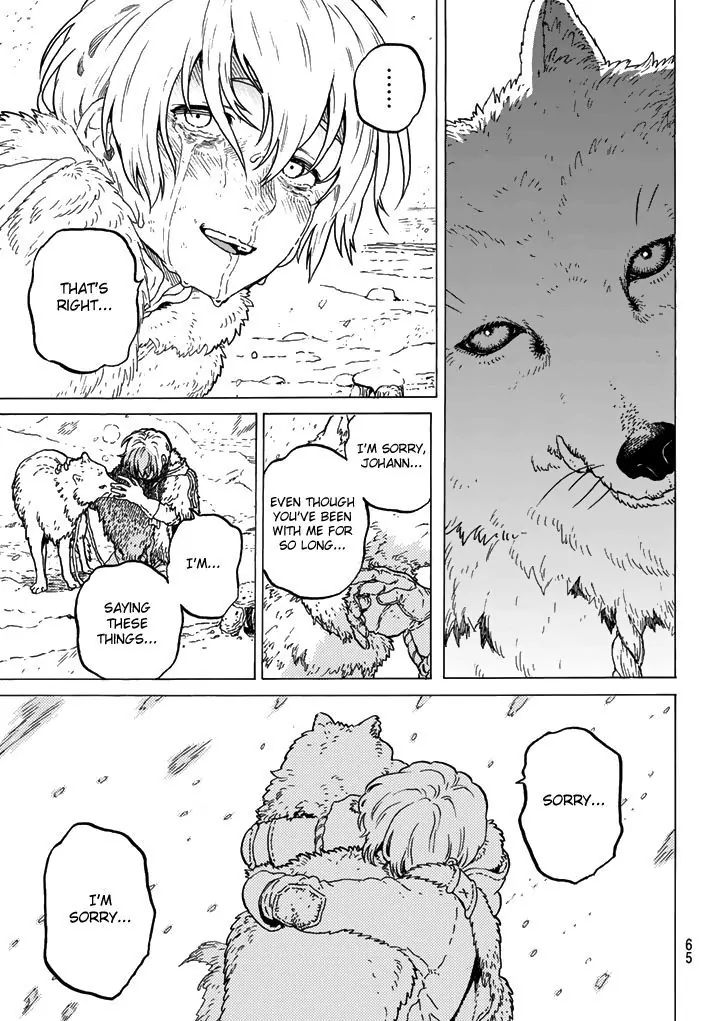 ......
THAT'S
RIGHT...
I'M SORRY,
JOHANN...
EVEN THOUGH
YOU'VE BEEN
WITH ME FOR
SO LONG...
I'M...
SAYING
THESE
THINGS...
SORRY...
I'M
SORRY...
65